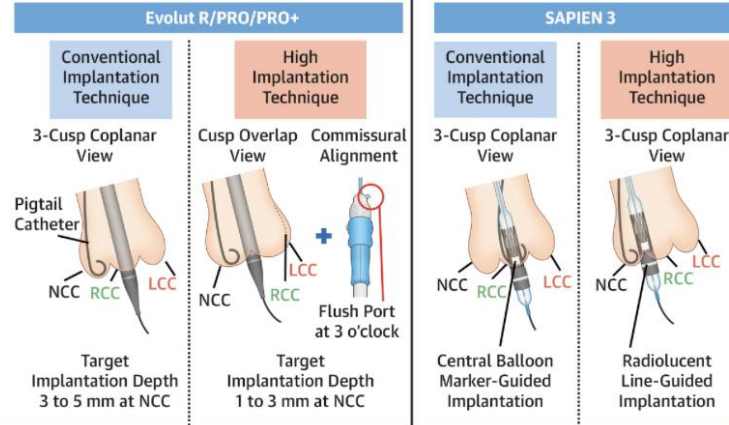 Evolut R/PRO/PRO+
Conventional
Implantation
Technique
3-Cusp Coplanar
View
Pigtail
Catheter
NCC
RCC
LCC
Target
Implantation Depth
3 to 5 mm at NCC
High
Implantation
Technique
Cusp Overlap
View
Commissural
Alignment
+
NCC
RCC
LCC
Flush Port
at 3 o'clock
Target
Implantation Depth
1 to 3 mm at NCC
SAPIEN 3
Conventional
Implantation
Technique
3-Cusp Coplanar
View
NCC
RCC
LCC
Central Balloon
Marker-Guided
Implantation
High
Implantation
Technique
3-Cusp Coplanar
View
NCC
RCC
LCC
Radiolucent
Line-Guided
Implantation